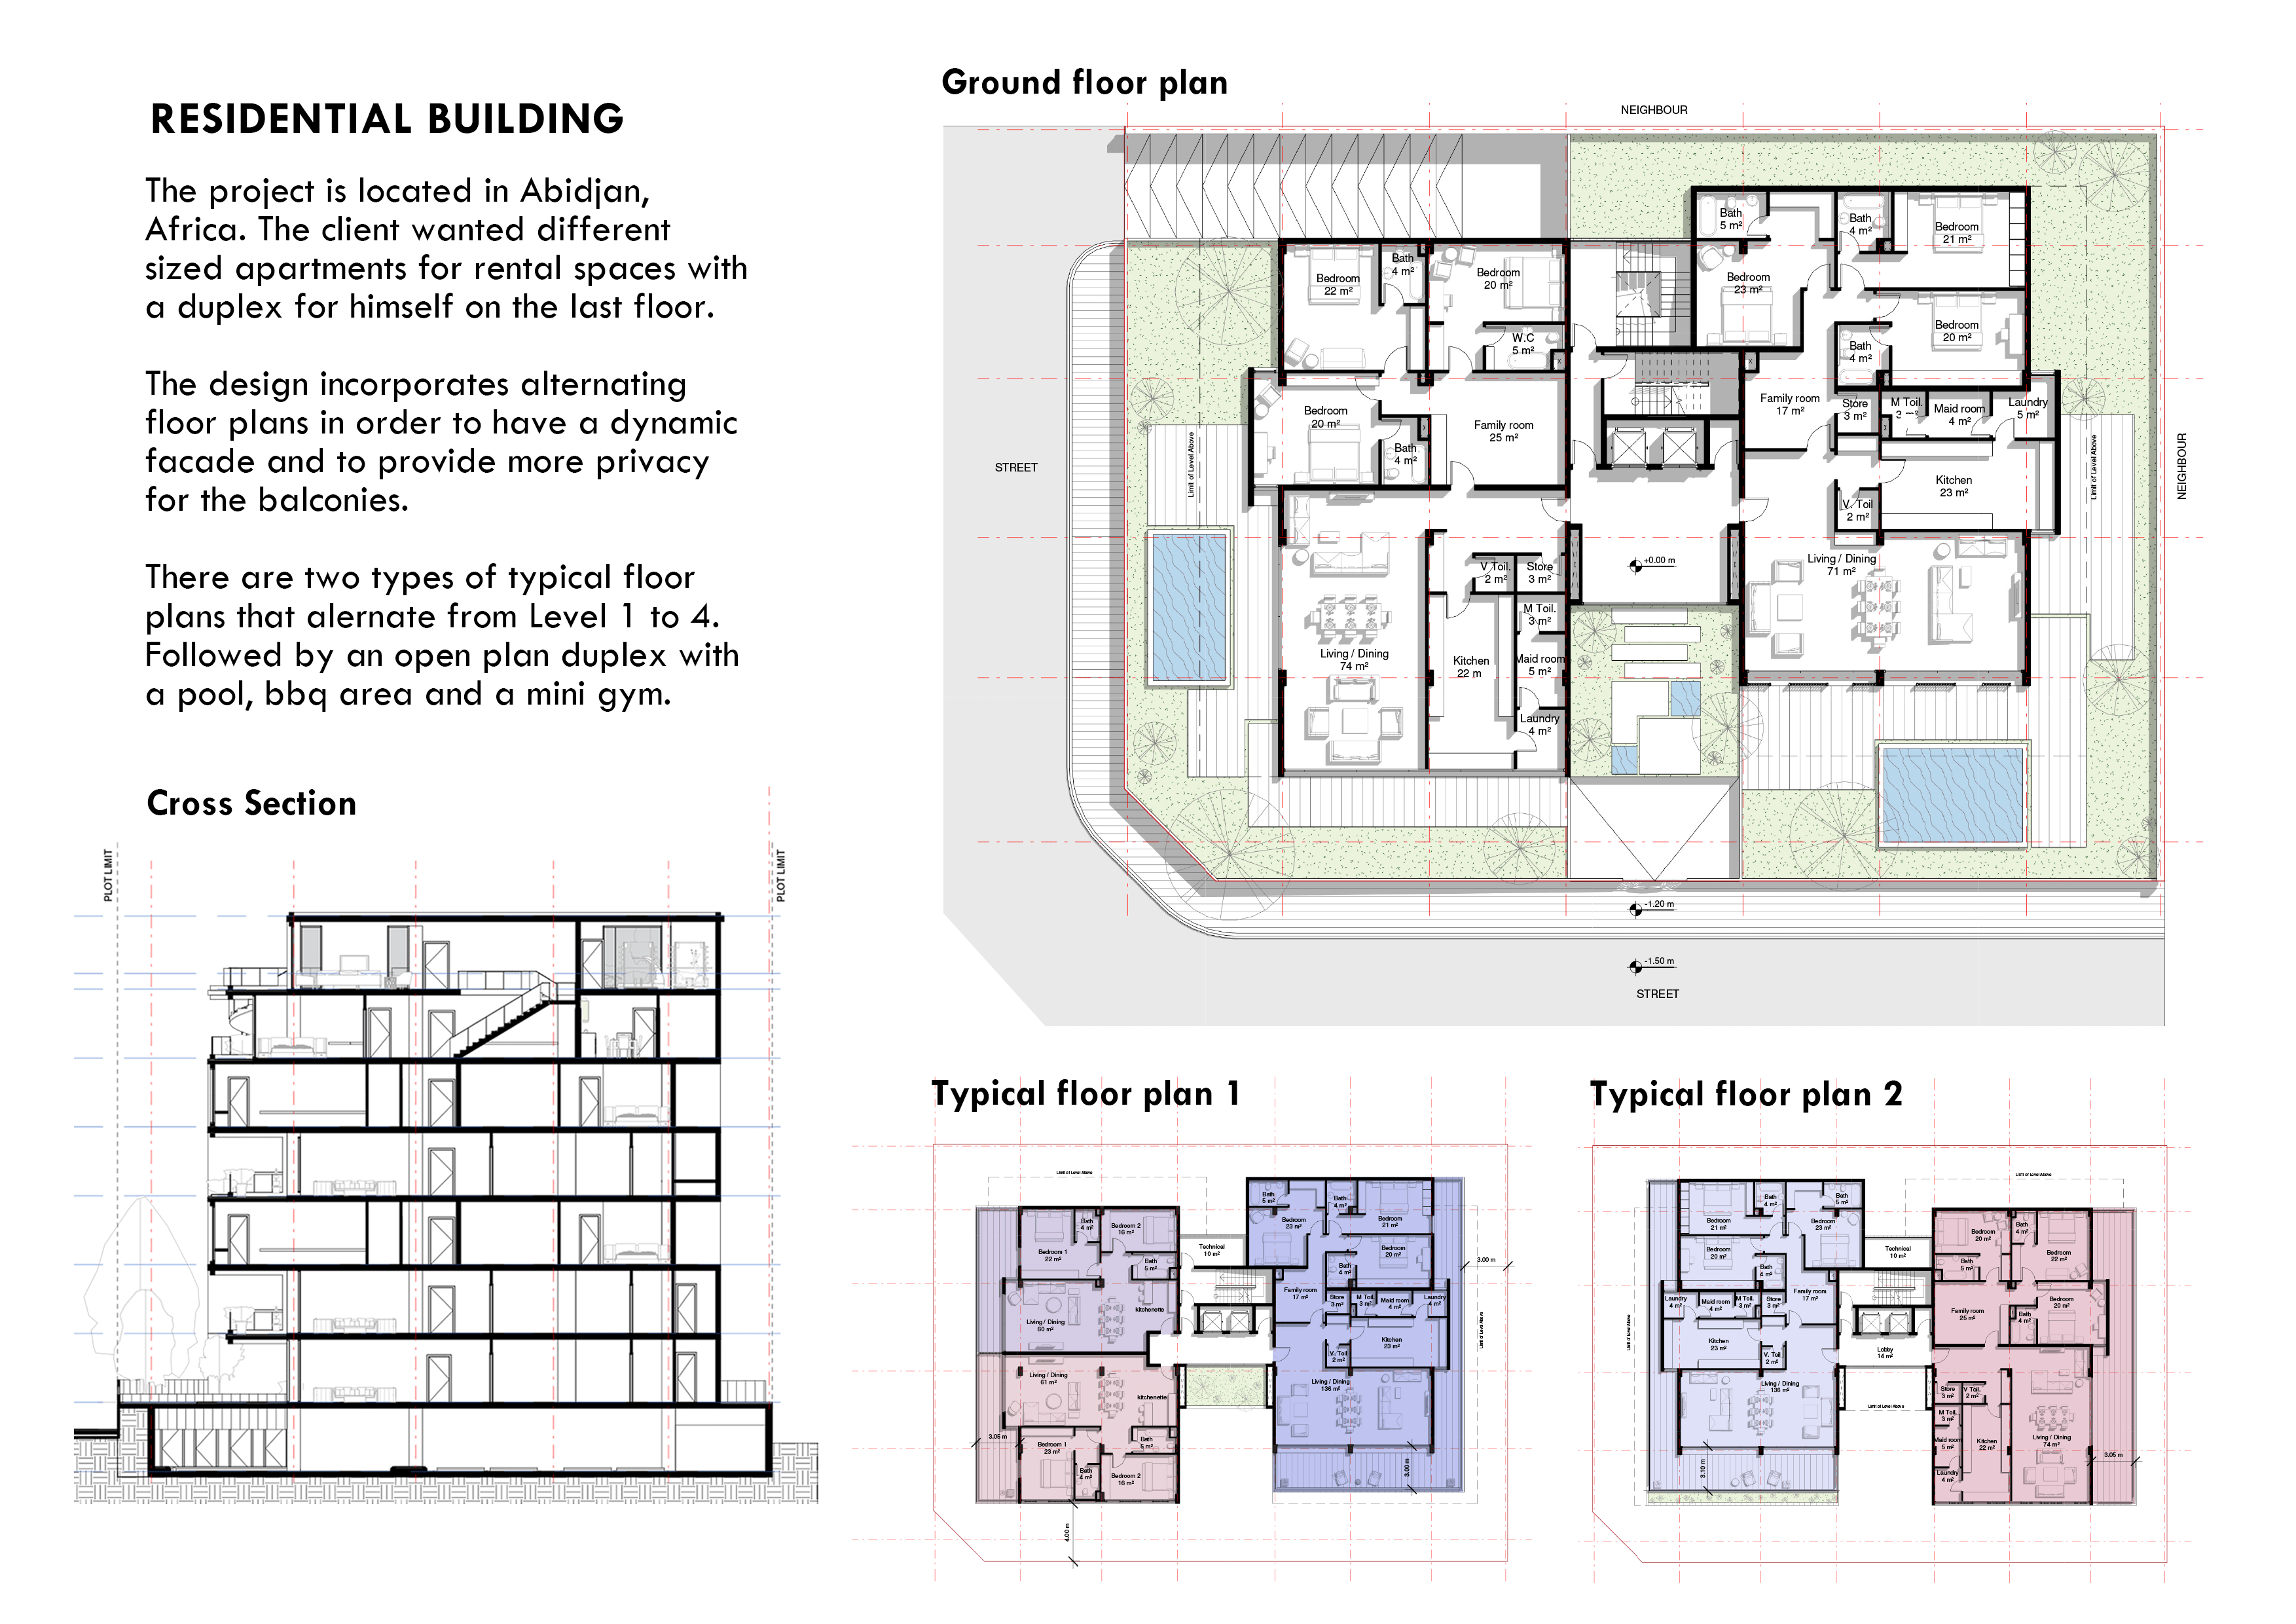 RESIDENTIAL BUILDING
The project is located in Abidjan,
Africa. The client wanted different
sized apartments for rental spaces with
a duplex for himself on the last floor.
The design incorporates alternating
floor plans in order to have a dynamic
facade and to provide more privacy
for the balconies.
There are two types of typical floor
plans that alernate from Level 1 to 4.
Followed by an open plan duplex with
a pool, bbq area and a mini gym.
Cross Section
PLOT LIMIT
PLOT LIMIT
Ground floor plan
NEIGHBOUR
STREET
NEIGHBOUR
Limit of Level Above
Limit of Level Above
Bedroom
22 m²
Bath
4 m²
Bedroom
20 m²
W.C
5 m²
Bedroom
20 m²
Bath
4 m²
Family room
25 m²
V Toil.
2 m²
Store
3 m²
M Toil.
3 m²
Living / Dining
74 m²
Kitchen
22 m
Maid room
5 m²
Laundry
4 m²
Bath
5 m²
Bath
4 m²
Bedroom
21 m²
Bedroom
23 m²
Bedroom
20 m²
Bath
4 m²
Family room
17 m²
Store
3 m²
M Toil.
3 m²
Maid room
4 m²
Laundry
5 m²
Kitchen
23 m²
V. Toil
2 m²
Living / Dining
71 m²
+0.00 m
-1.20 m
-1.50 m
STREET
Typical floor plan 1
Limit of Level Above
Bedroom 1
22 m²
Bath
4 m²
Bedroom 2
16 m²
Bath
5 m²
Technical
10 m²
kitchenette
Living / Dining
60 m²
Living / Dining
61 m²
kitchenette
3.05 m
Bedroom 1
23 m²
Bath
4 m²
Bath
5 m²
Bedroom 2
16 m²
4.00 m
Bath
5 m²
Bath
4 m²
Bedroom
23 m²
Bedroom
21 m²
Bedroom
20 m²
Bath
4 m²
3.00 m
Family room
17 m²
Store
3 m²
M Toil.
3 m²
Maid room
4 m²
Laundry
4 m²
Kitchen
23 m²
V. Toil
2 m²
Living / Dining
136 m²
Limit of Level Above
3.00 m
Typical floor plan 2
Limit of Level Above
Bedroom
21 m²
Bath
4 m²
Bath
5 m²
Bedroom
23 m²
Bedroom
20 m²
Bath
4 m²
Technical
10 m²
Laundry
4 m²
Maid room
4 m²
M Toil.
3 m²
Store
3 m²
Family room
17 m²
Kitchen
23 m²
V. Toil
2 m²
Lobby
14 m²
Living / Dining
136 m²
Limit of Level Above
Limit of Level Above
3.10 m
Bedroom
20 m²
Bath
4 m²
Bedroom
22 m²
Bath
5 m²
Family room
25 m²
Bath
4 m²
Bedroom
20 m²
Store
3 m²
V Toil.
2 m²
M Toil.
3 m²
Maid room
5 m²
Kitchen
22 m²
Laundry
4 m²
Living / Dining
74 m²
3.05 m